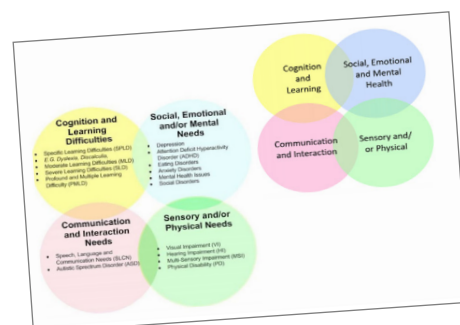 Cognition and
Learning
Difficulties
Specific Learning Difficulties (SPLD)
E.G. Dyslexia, Discalculia,
Moderate Learning Difficulties (MLD)
Severe Learning Difficulties (SLD)
Profound and Multiple Learning
Difficulty (PMLD)
Social, Emotional
and/or Mental
Needs
Depression
Attention Deficit Hyperactivity
Disorder (ADHD)
Eating Disorders
Anxiety Disorders
Mental Health Issues
Social Disorders
Communication
and Interaction
Needs
Speech, Language and
Communication Needs (SLCN)
Autistic Spectrum Disorder (ASD)
Sensory and/or
Physical Needs
Visual Impairment (VI)
Hearing Impairment (HI)
Multi-Sensory Impairment (MSI)
Physical Disability (PD)
Cognition
and
Learning
Social, Emotional
and Mental
Health
Communication
and Interaction
Sensory and/
or Physical